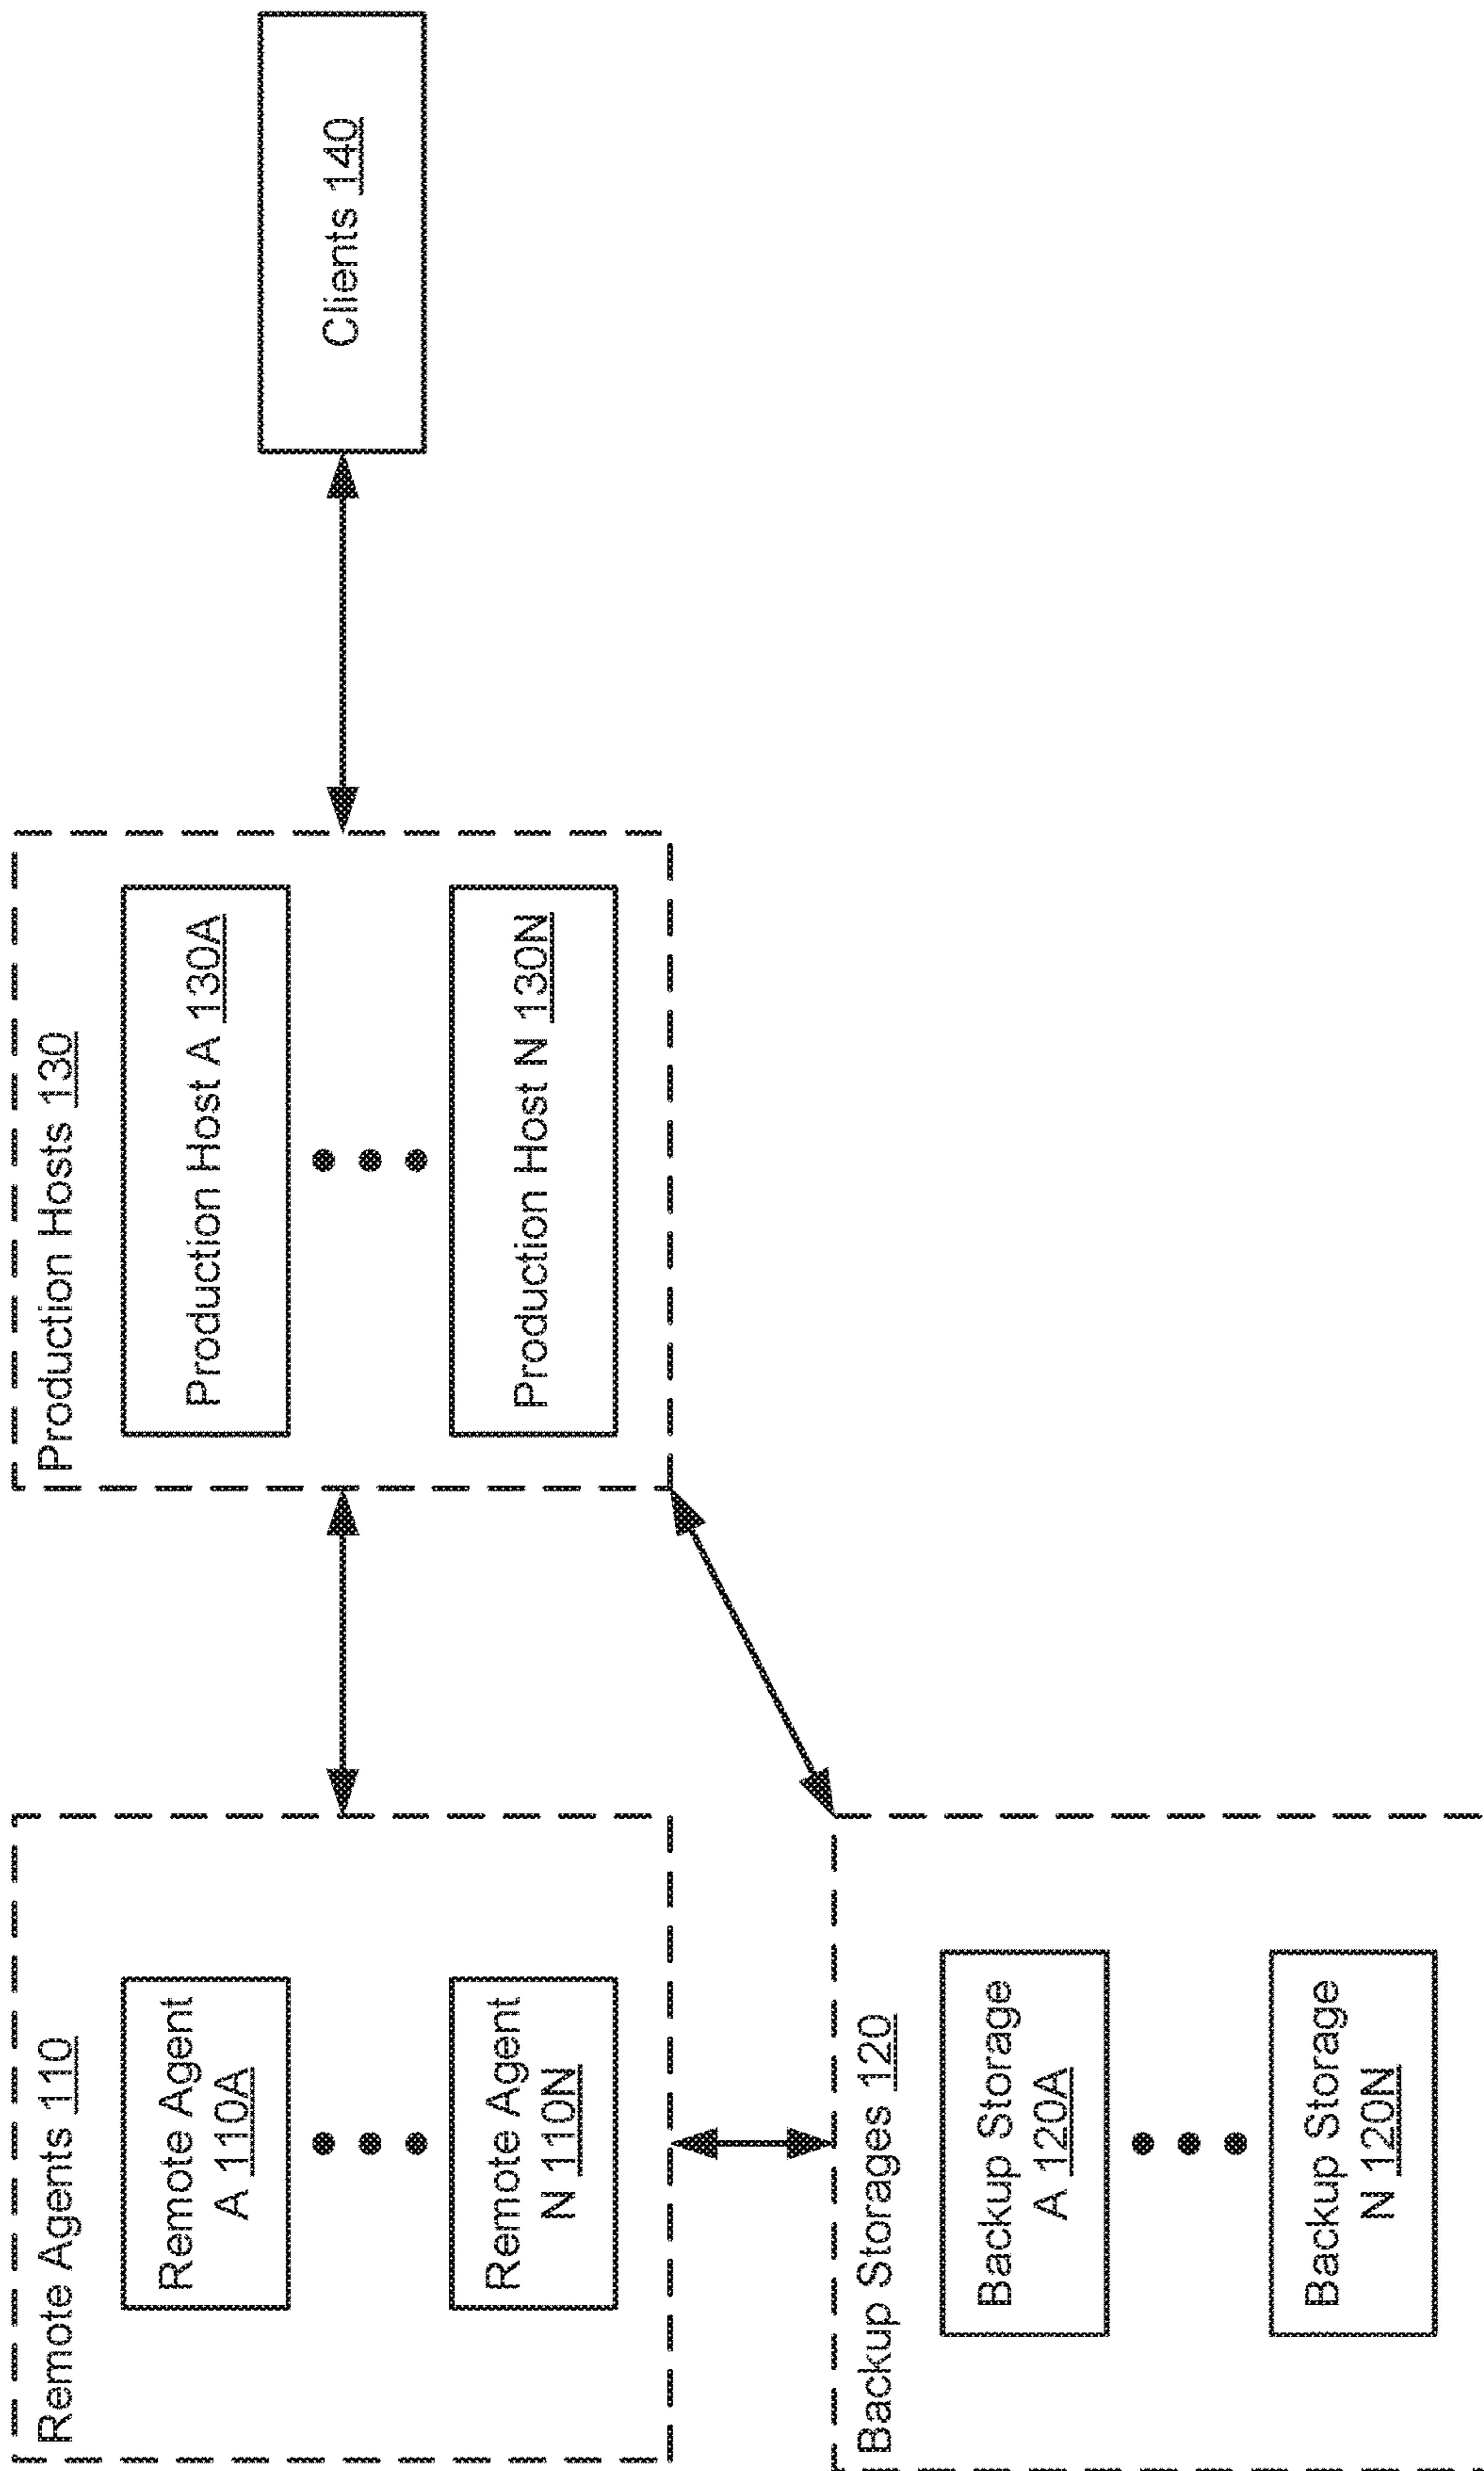 Remote Agents 110
Remote Agent
A 110A
Remote Agent
N 110N
Production Hosts 130
Production Host A 130A
Production Host N 130N
Clients 140
Backup Storages 120
Backup Storage
A 120A
Backup Storage
N 120N